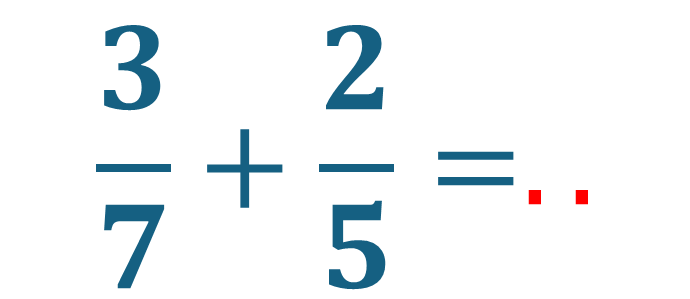 3/7 + 2/5 = ..